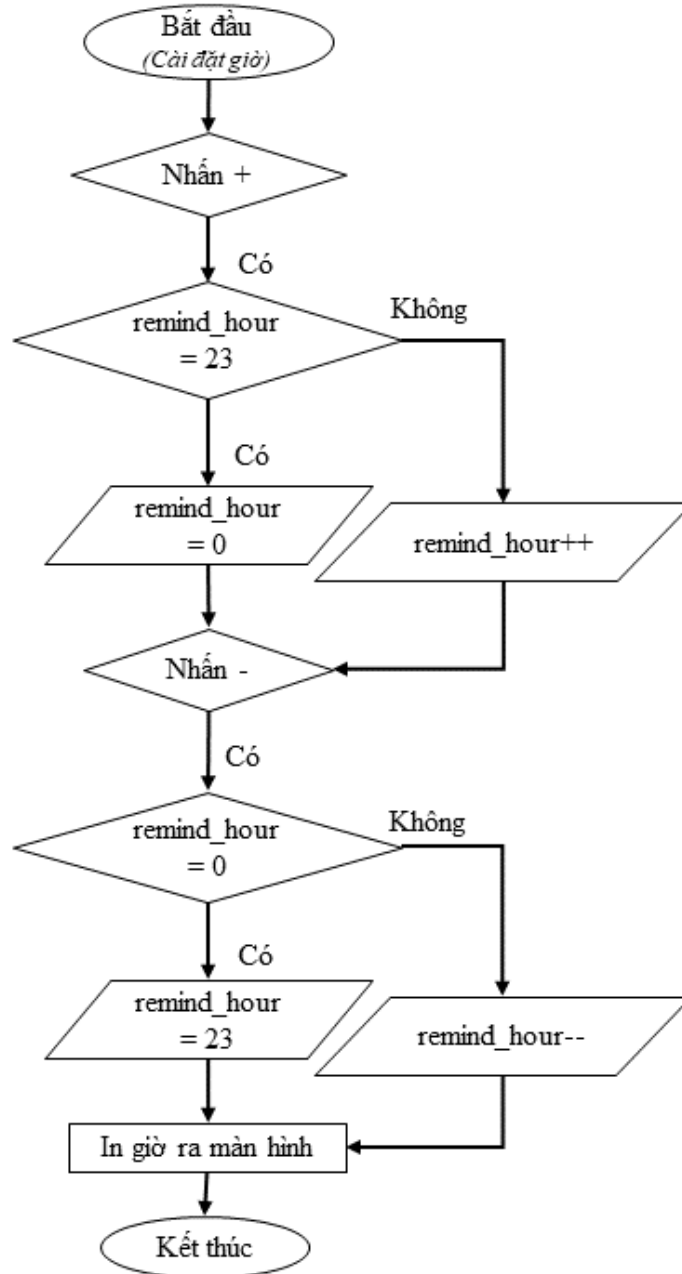 Bắt đầu
(Cài đặt giờ)
Nhấn +
Có
remind_hour
= 23
Không
Có
remind_hour
= 0
remind_hour++
Nhấn -
Có
remind_hour
= 0
Không
Có
remind_hour
= 23
remind_hour--
In giờ ra màn hình
Kết thúc